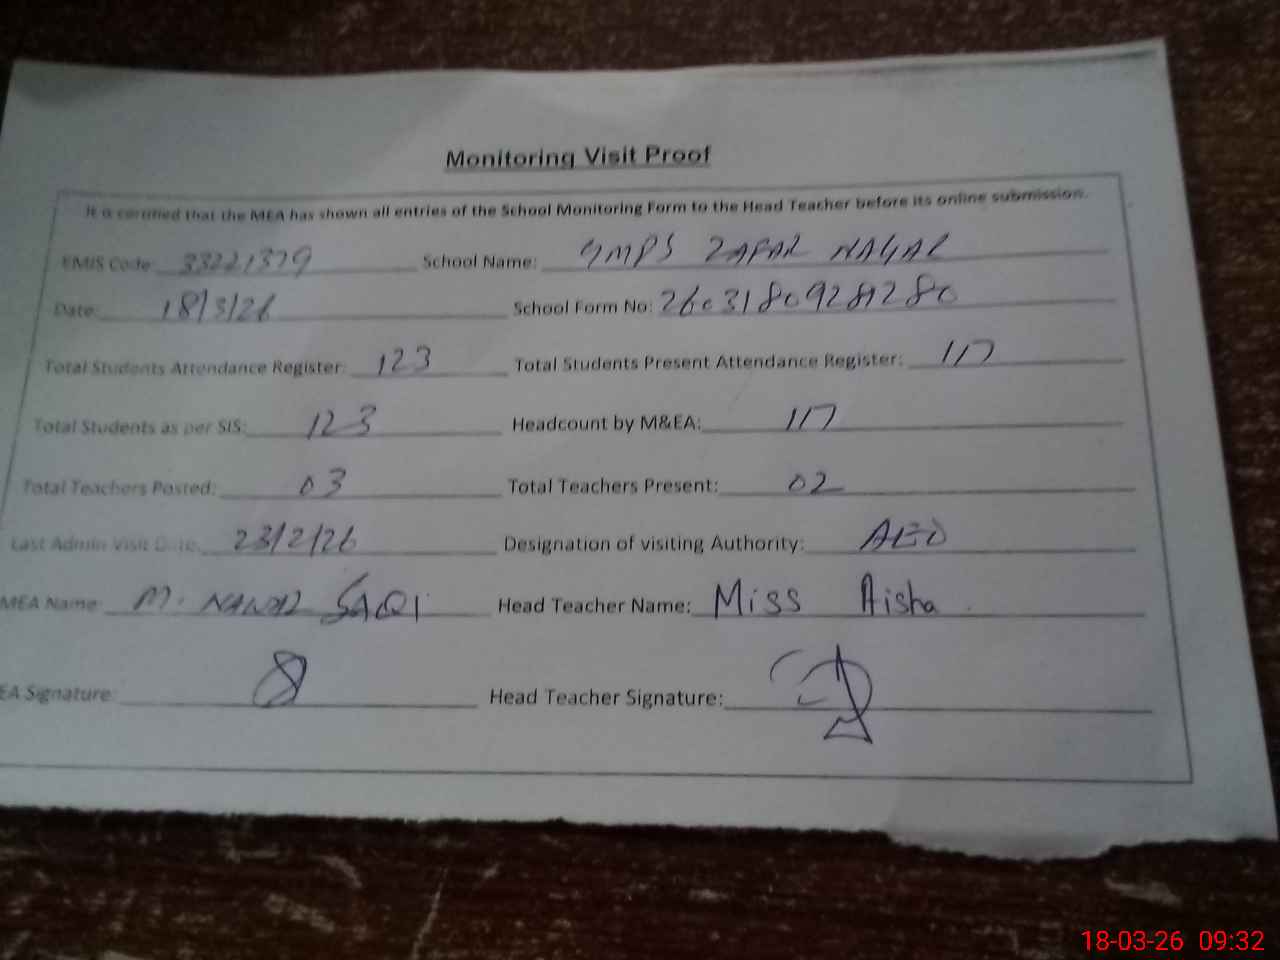 Monitoring Visit Proof
It is certified that the MEA has shown all entries of the School Monitoring Form to the Head Teacher before its online submission.
EMIS Code: 33221379 School Name: GMPS ZAFAR NAGAR
Date: 18/3/26 School Form No: 26031809281280
Total Students Attendance Register: 123 Total Students Present Attendance Register: 117
Total Students as per SIS: 123 Headcount by M&EA: 117
Total Teachers Posted: 03 Total Teachers Present: 02
Last Admin Visit Date: 23/2/26 Designation of visiting Authority: AEO
MEA Name: M. NAWAZ SAQI Head Teacher Name: Miss Aisha
EA Signature: Head Teacher Signature:
18-03-26 09:32